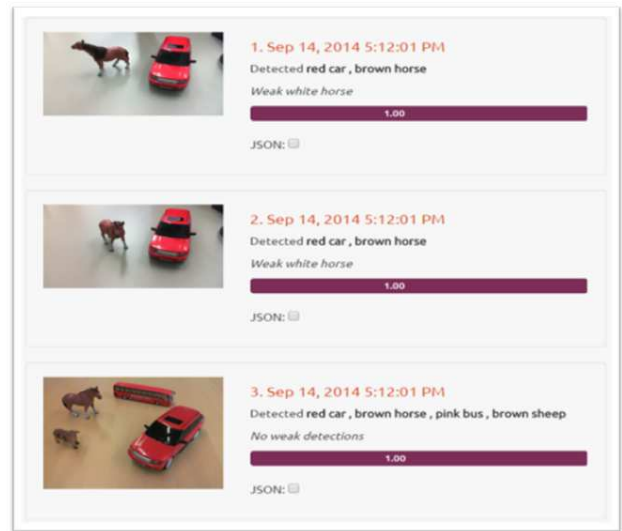 1. Sep 14, 2014 5:12:01 PM
Detected red car , brown horse
Weak white horse
1.00
JSON:
2. Sep 14, 2014 5:12:01 PM
Detected red car , brown horse
Weak white horse
1.00
JSON:
3. Sep 14, 2014 5:12:01 PM
Detected red car , brown horse , pink bus , brown sheep
No weak detections
1.00
JSON: